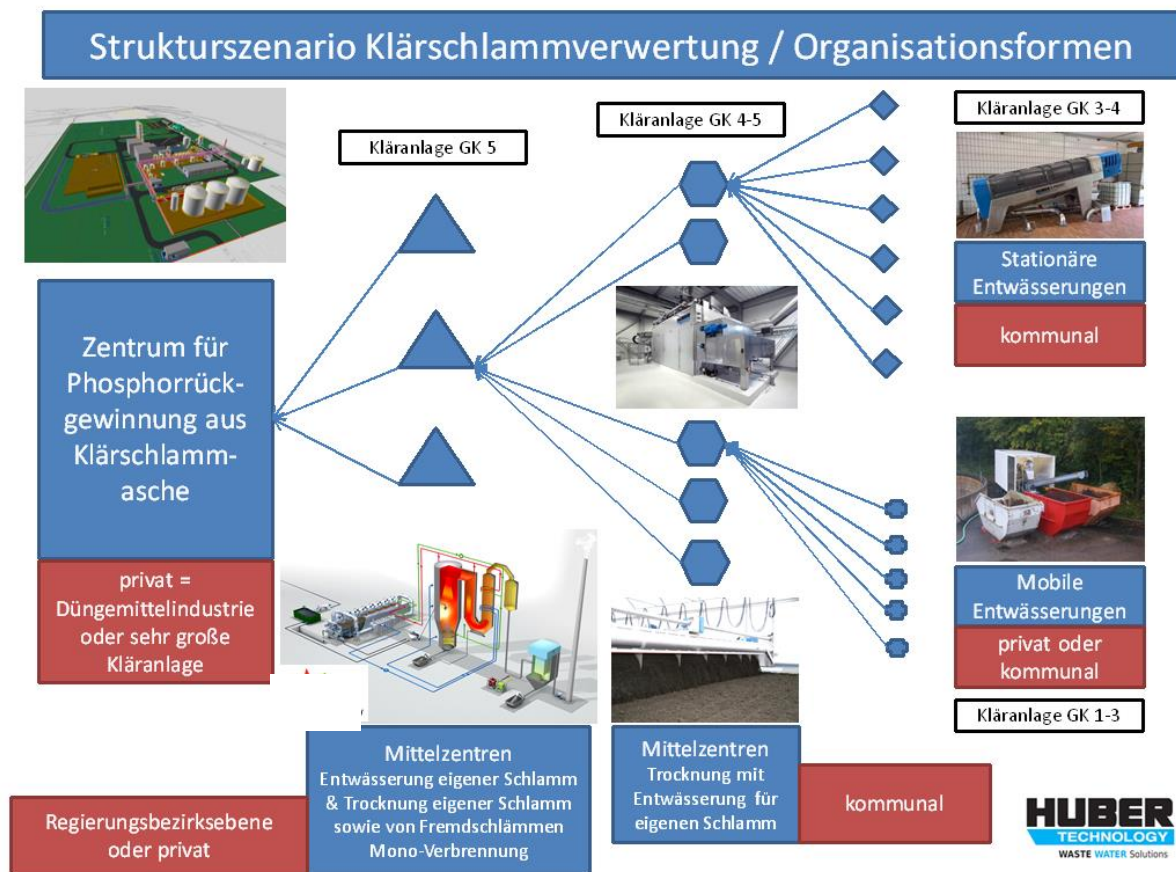 Strukturszenario Klärschlammverwertung / Organisationsformen
Kläranlage GK 5
Kläranlage GK 4-5
Kläranlage GK 3-4
HUBER
Stationäre
Entwässerungen
kommunal
Zentrum für
Phosphorrück-
gewinnung aus
Klärschlamm-
asche
privat =
Düngemittelindustrie
oder sehr große
Kläranlage
Mobile
Entwässerungen
privat oder
kommunal
Kläranlage GK 1-3
Mittelzentren
Entwässerung eigener Schlamm
& Trocknung eigener Schlamm
sowie von Fremdschlämmen
Mono-Verbrennung
Regierungsbezirksebene
oder privat
Mittelzentren
Trocknung mit
Entwässerung für
eigenen Schlamm
kommunal
HUBER
TECHNOLOGY
WASTE WATER Solutions